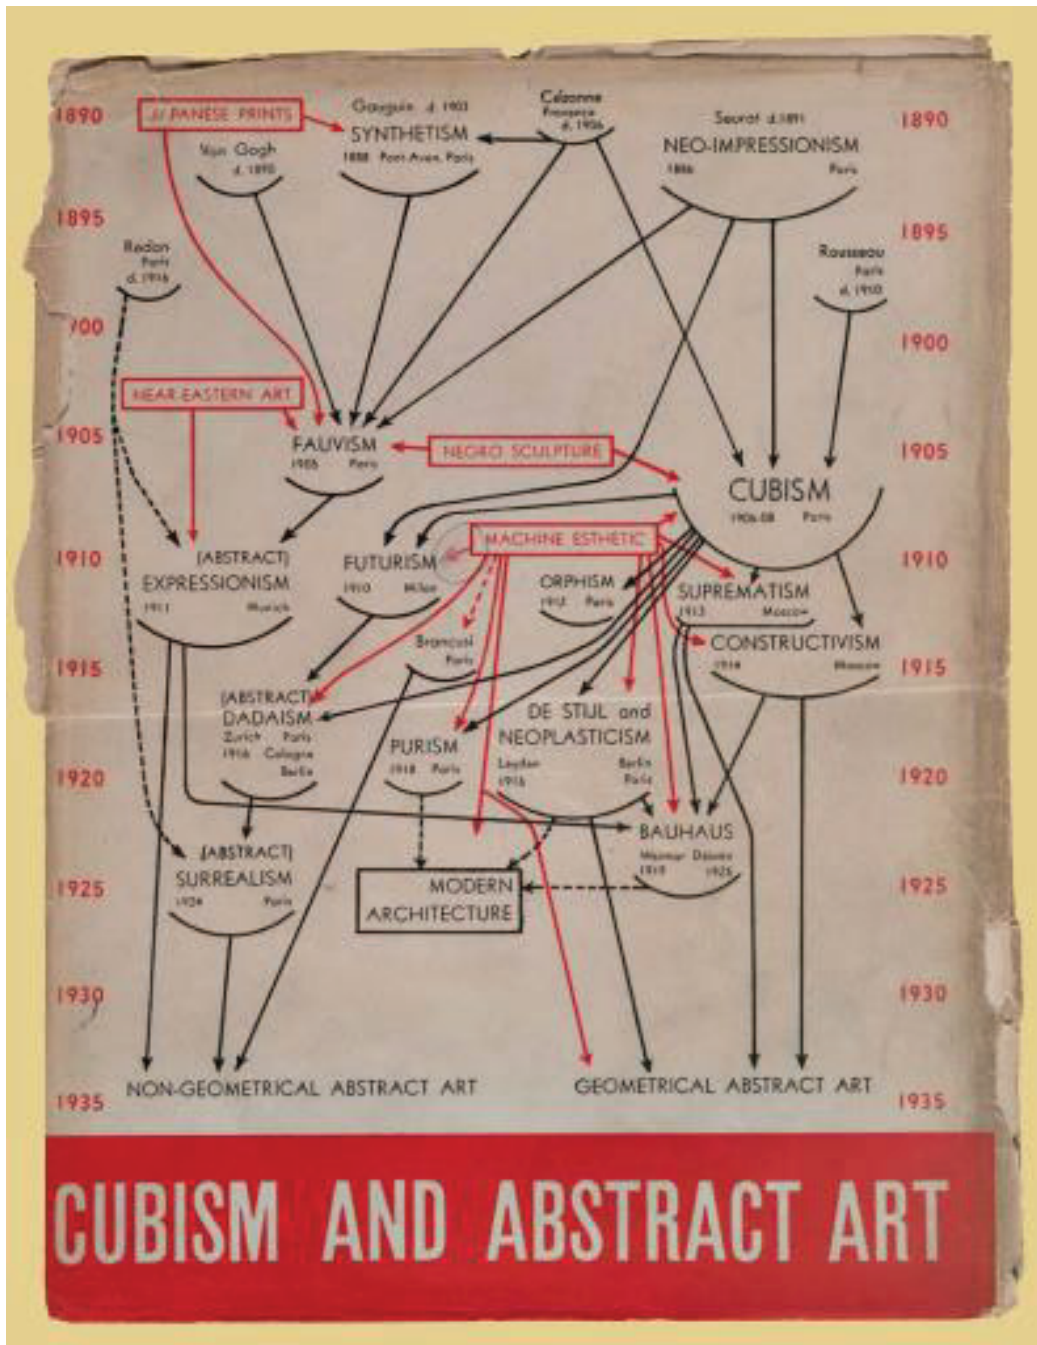 1890
JAPANESE PRINTS
Gauguin d. 1903
SYNTHETISM
1888 Pont-Aven, Paris
Cézanne
Provence
d. 1906
Seurat d.1891
NEO-IMPRESSIONISM
1886 Paris
1890
Van Gogh
d. 1890
1895
1895
Redon
Paris
d. 1916
Rousseau
Paris
d. 1910
1900
1900
NEAR-EASTERN ART
1905
FAUVISM
1905 Paris
NEGRO SCULPTURE
1905
CUBISM
1906-08 Paris
1910
(ABSTRACT)
EXPRESSIONISM
1911 Munich
FUTURISM
1910 Milan
MACHINE ESTHETIC
ORPHISM
1912 Paris
SUPREMATISM
1913 Moscow
1910
CONSTRUCTIVISM
1914 Moscow
Brancusi
Paris
1915
1915
(ABSTRACT)
DADAISM
Zurich Paris
1916 Cologne
Berlin
PURISM
1918 Paris
DE STIJL and
NEOPLASTICISM
Leyden Berlin
1916 Paris
1920
1920
BAUHAUS
Weimar Dessau
1919 1925
(ABSTRACT)
SURREALISM
1924 Paris
MODERN
ARCHITECTURE
1925
1925
1930
1930
NON-GEOMETRICAL ABSTRACT ART
GEOMETRICAL ABSTRACT ART
1935
1935
CUBISM AND ABSTRACT ART